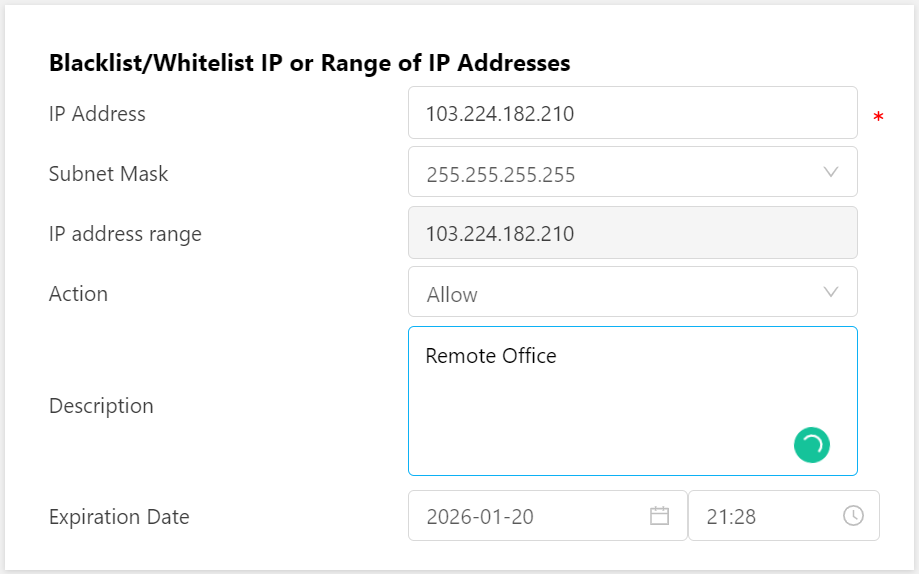 Blacklist/Whitelist IP or Range of IP Addresses
IP Address 103.224.182.210 *
Subnet Mask 255.255.255.255
IP address range 103.224.182.210
Action Allow
Remote Office
Description
Expiration Date 2026-01-20 21:28